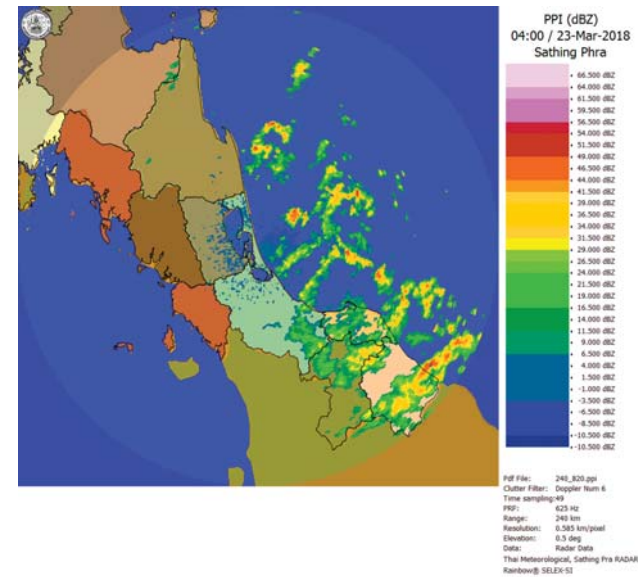 PPI (dBZ)
04:00 / 23-Mar-2018
Sathing Phra
66.500 dBZ
64.000 dBZ
61.500 dBZ
59.000 dBZ
56.500 dBZ
54.000 dBZ
51.500 dBZ
49.000 dBZ
46.500 dBZ
44.000 dBZ
41.500 dBZ
39.000 dBZ
36.500 dBZ
34.000 dBZ
31.500 dBZ
29.000 dBZ
26.500 dBZ
24.000 dBZ
21.500 dBZ
19.000 dBZ
16.500 dBZ
14.000 dBZ
11.500 dBZ
9.000 dBZ
6.500 dBZ
4.000 dBZ
1.500 dBZ
-1.000 dBZ
-3.500 dBZ
-6.500 dBZ
-8.500 dBZ
-10.500 dBZ
-10.500 dBZ
Pdf File: 240_820.ppi
Clutter Filter: Doppler Num 6
Time sampling:49
PRF: 625 Hz
Range: 240 km
Resolution: 0.585 km/pixel
Elevation: 0.5 deg
Data: Radar Data
Thai Meteorological, Sathing Pra RADAR
Rainbow® SELEX-SI